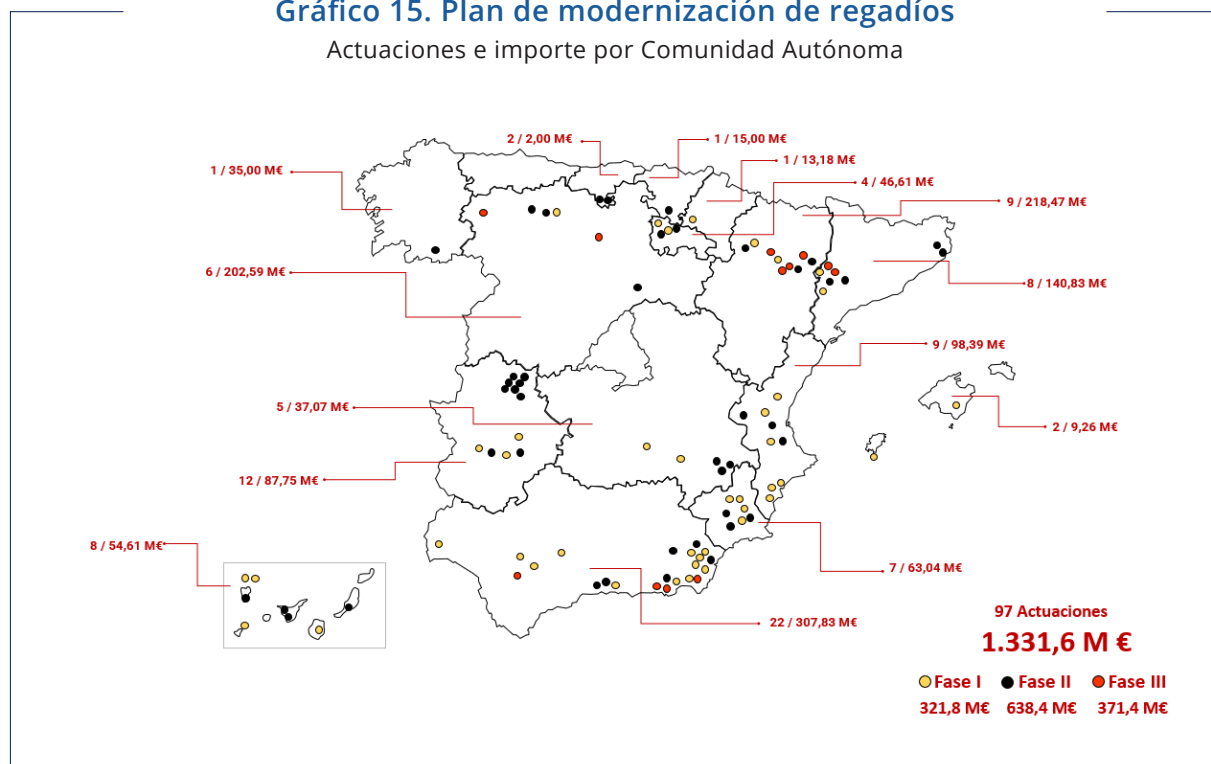 Gráfico 15. Plan de modernización de regadíos
Actuaciones e importe por Comunidad Autónoma
2 / 2,00 M€
1 / 15,00 M€
1 / 13,18 M€
1 / 35,00 M€
4 / 46,61 M€
9 / 218,47 M€
6 / 202,59 M€
8 / 140,83 M€
9 / 98,39 M€
5 / 37,07 M€
2 / 9,26 M€
12 / 87,75 M€
8 / 54,61 M€
7 / 63,04 M€
22 / 307,83 M€
97 Actuaciones
1.331,6 M €
Fase I Fase II Fase III
321,8 M€ 638,4 M€ 371,4 M€